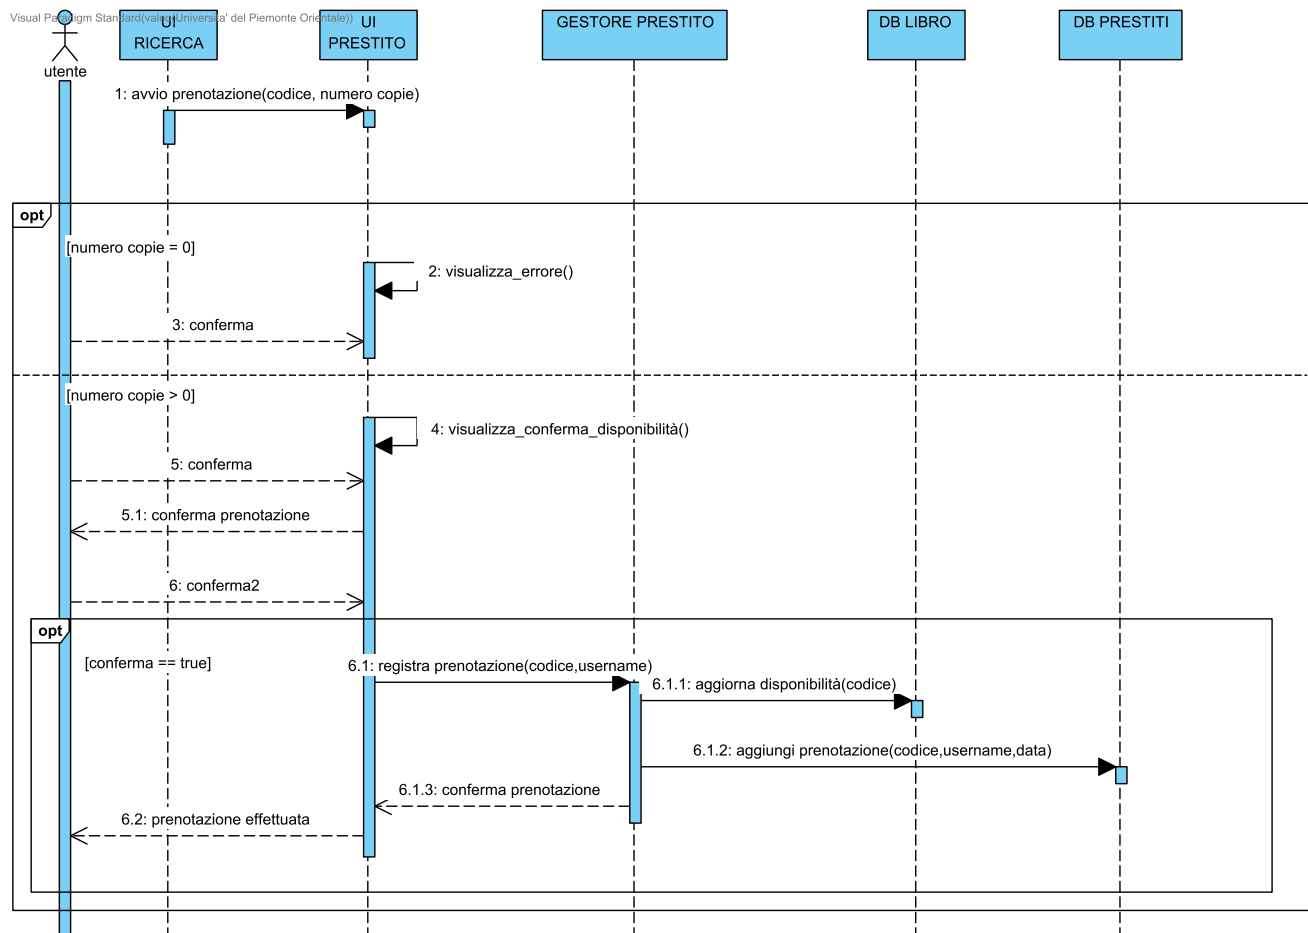 Visual Paradigm Standard(valeo(Universita' del Piemonte Orientale))
utente
UI
RICERCA
UI
PRESTITO
GESTORE PRESTITO
DB LIBRO
DB PRESTITI
1: avvio prenotazione(codice, numero copie)
opt
[numero copie = 0]
2: visualizza_errore()
3: conferma
[numero copie > 0]
4: visualizza_conferma_disponibilità()
5: conferma
5.1: conferma prenotazione
6: conferma2
opt
[conferma == true]
6.1: registra prenotazione(codice,username)
6.1.1: aggiorna disponibilità(codice)
6.1.2: aggiungi prenotazione(codice,username,data)
6.1.3: conferma prenotazione
6.2: prenotazione effettuata